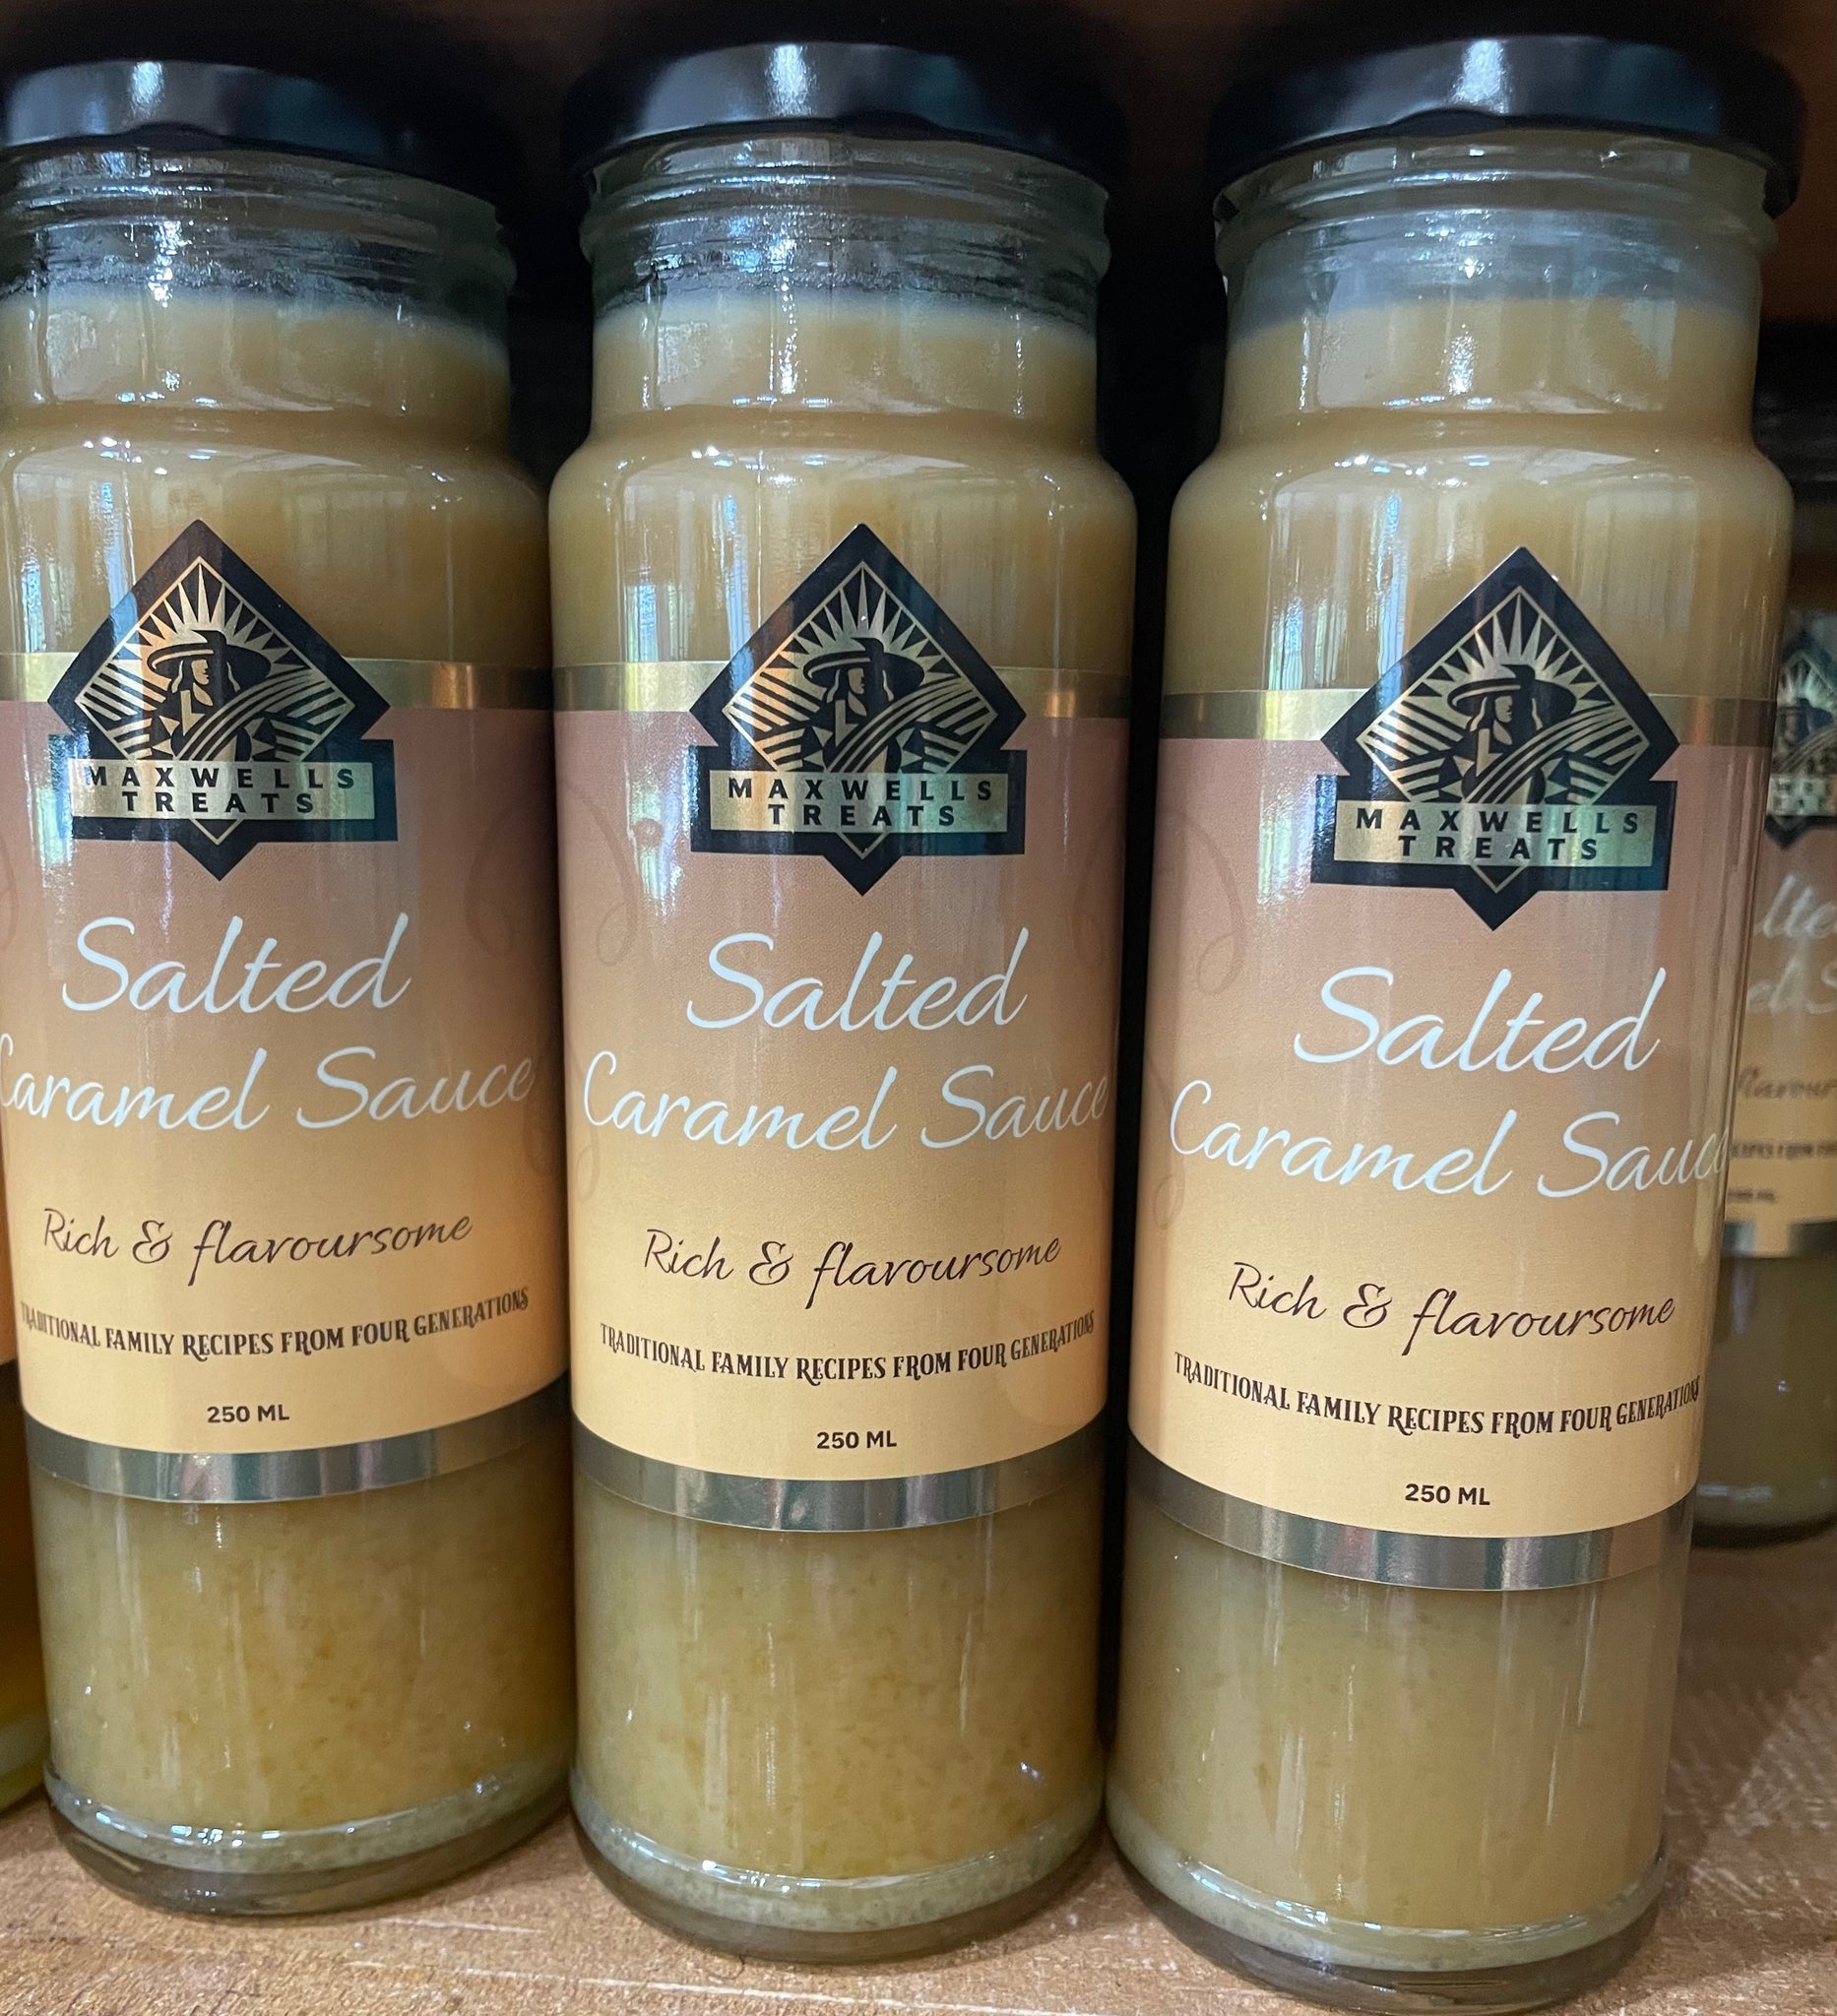 MAXWELLS
TREATS
Salted
Caramel Sauce
Rich & flavoursome
TRADITIONAL FAMILY RECIPES FROM FOUR GENERATIONS
250 ML
MAXWELLS
TREATS
Salted
Caramel Sauce
Rich & flavoursome
TRADITIONAL FAMILY RECIPES FROM FOUR GENERATIONS
250 ML
MAXWELLS
TREATS
Salted
Caramel Sauce
Rich & flavoursome
TRADITIONAL FAMILY RECIPES FROM FOUR GENERATIONS
250 ML